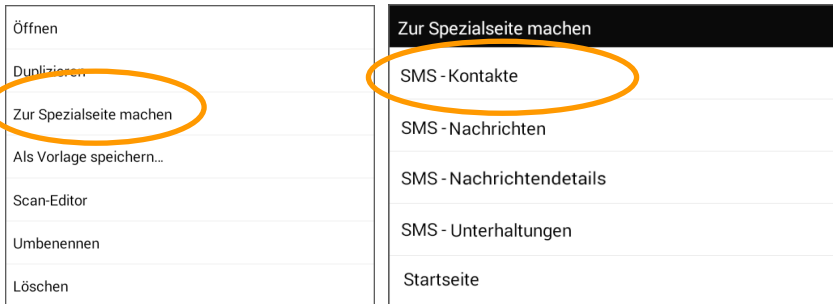 Öffnen
Duplizieren
Zur Spezialseite machen
Als Vorlage speichern...
Scan-Editor
Umbenennen
Löschen
Zur Spezialseite machen
SMS - Kontakte
SMS - Nachrichten
SMS - Nachrichtendetails
SMS - Unterhaltungen
Startseite